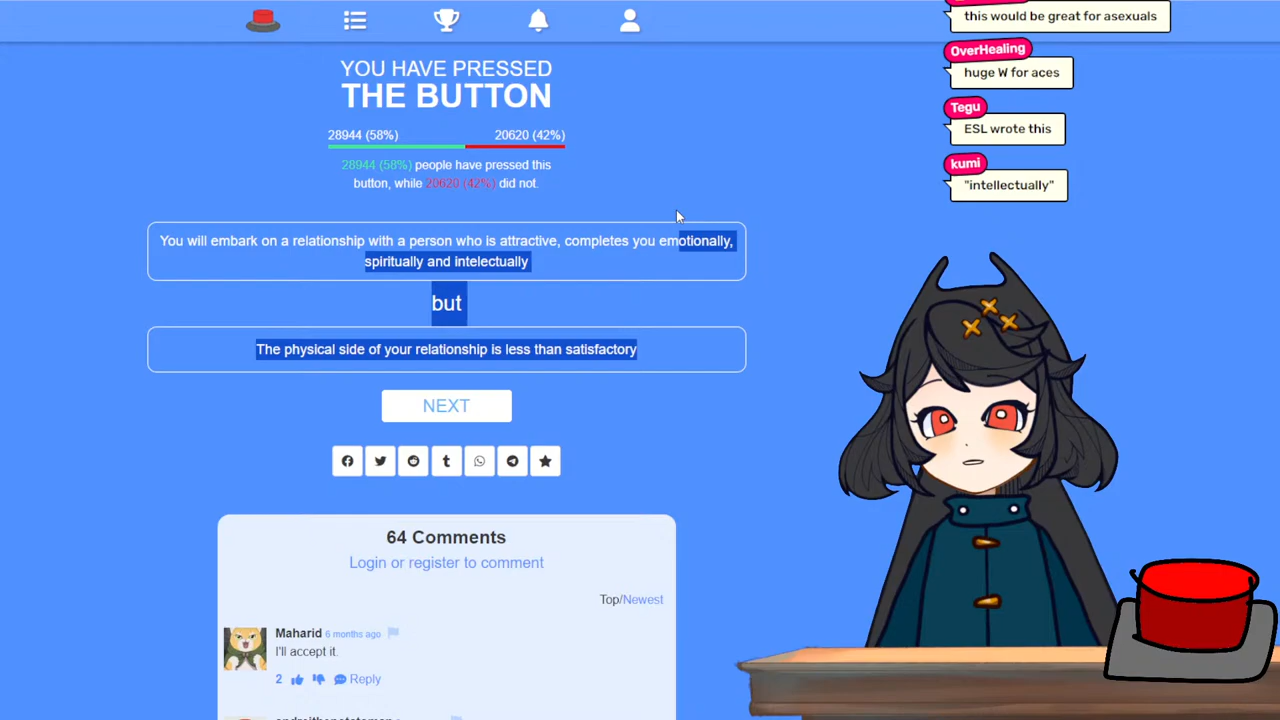 YOU HAVE PRESSED
THE BUTTON
28944 (58%)
20620 (42%)
28944 (58%) people have pressed this
button, while 20620 (42%) did not.
You will embark on a relationship with a person who is attractive, completes you emotionally,
spiritually and intelectually
but
The physical side of your relationship is less than satisfactory
NEXT
64 Comments
Login or register to comment
Top/Newest
Maharid 6 months ago
I'll accept it.
2 Reply
this would be great for asexuals
OverHealing
huge W for aces
Tegu
ESL wrote this
kumi
"intellectually"